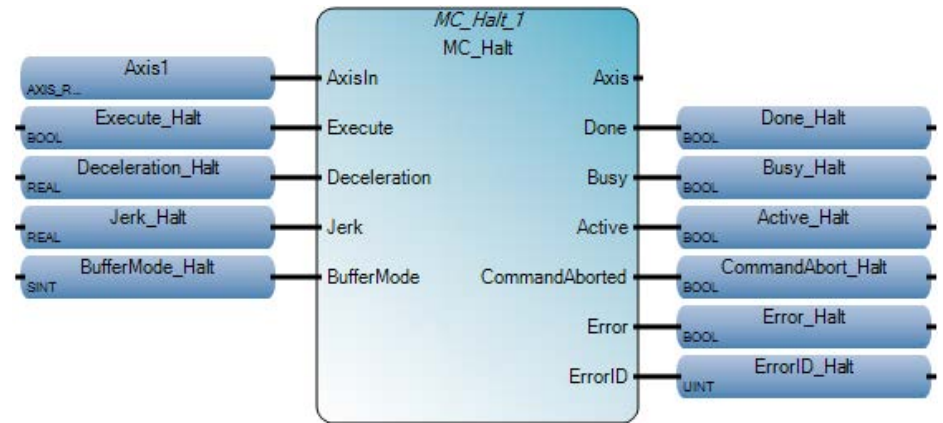 MC_Halt_1
MC_Halt
Axis1
AXIS_R...
AxisIn
Axis
Execute_Halt
BOOL
Execute
Done
Done_Halt
BOOL
Deceleration_Halt
REAL
Deceleration
Busy
Busy_Halt
BOOL
Jerk_Halt
REAL
Jerk
Active
Active_Halt
BOOL
BufferMode_Halt
SINT
BufferMode
CommandAborted
CommandAbort_Halt
BOOL
Error
Error_Halt
BOOL
ErrorID
ErrorID_Halt
UINT